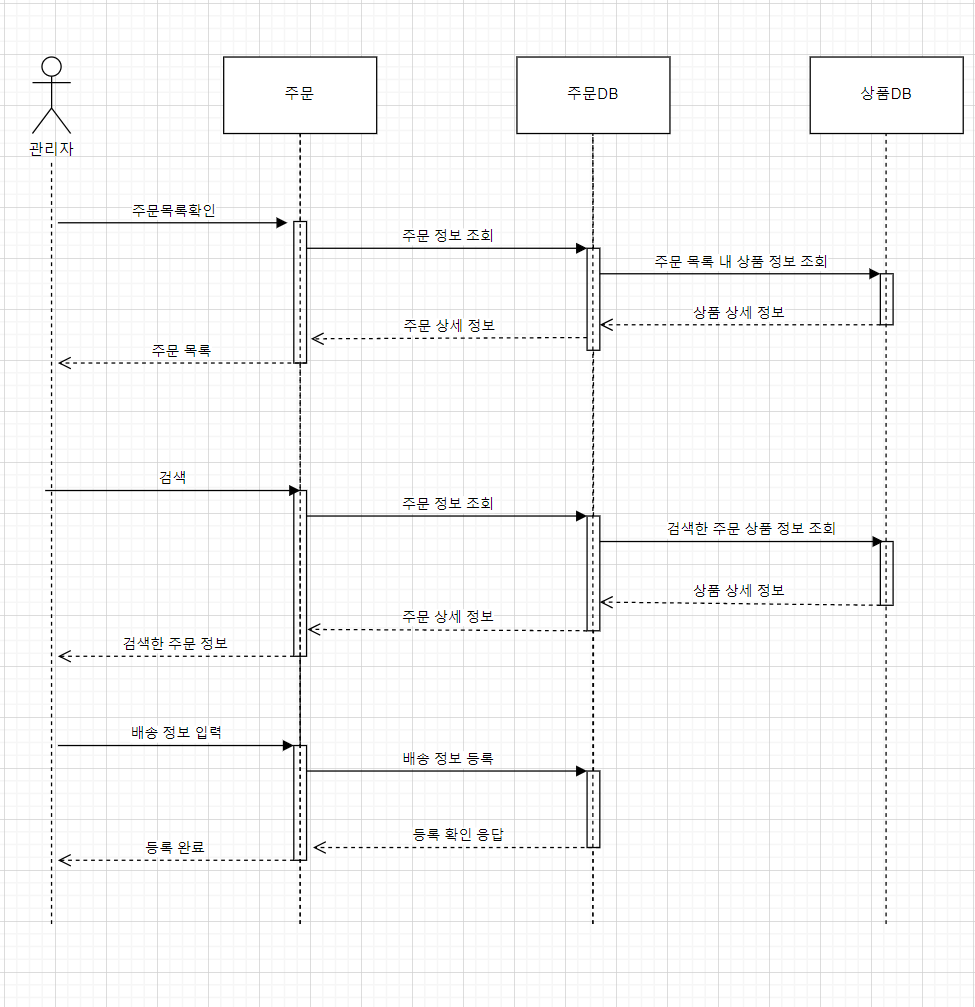 주문
주문DB
상품DB
관리자
주문목록확인
주문 정보 조회
주문 목록 내 상품 정보 조회
상품 상세 정보
주문 상세 정보
주문 목록
검색
주문 정보 조회
검색한 주문 상품 정보 조회
상품 상세 정보
주문 상세 정보
검색한 주문 정보
배송 정보 입력
배송 정보 등록
등록 확인 응답
등록 완료